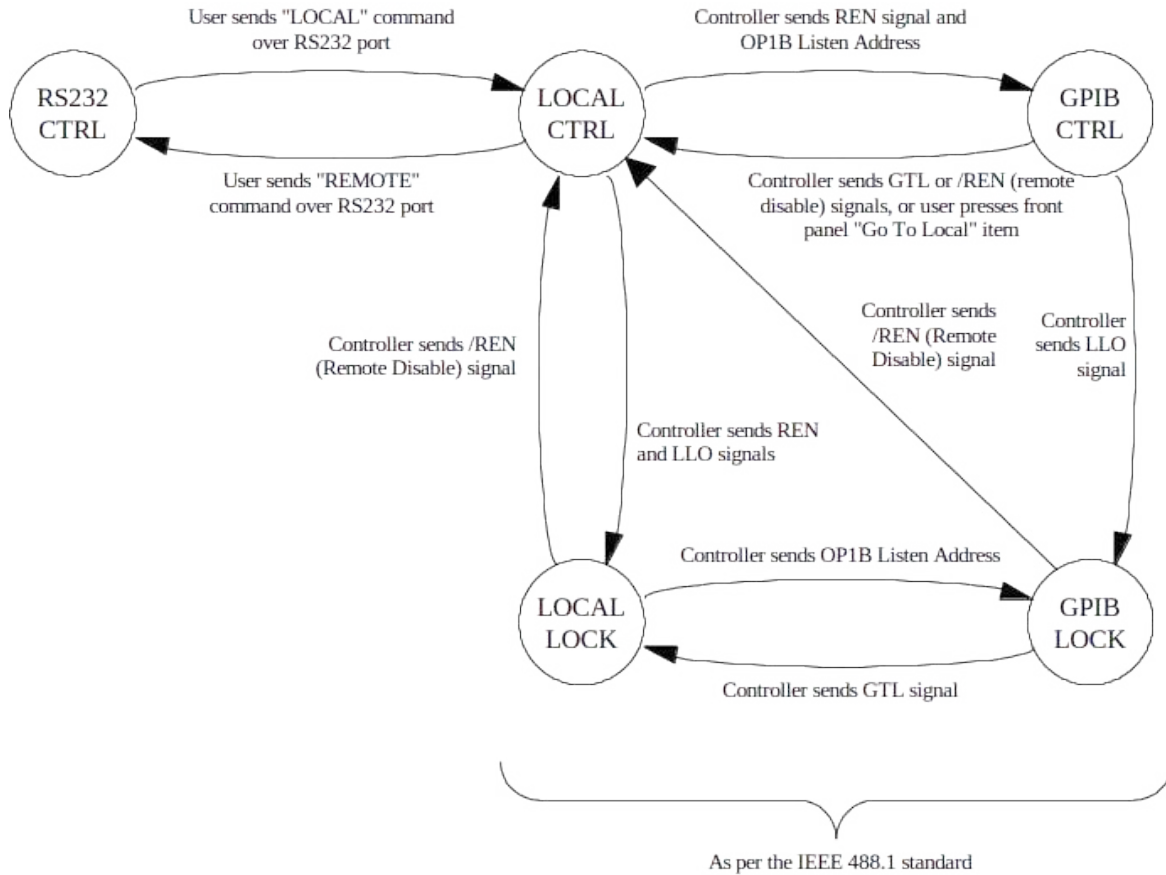 User sends "LOCAL" command
over RS232 port
Controller sends REN signal and
OP1B Listen Address
RS232
CTRL
LOCAL
CTRL
GPIB
CTRL
User sends "REMOTE"
command over RS232 port
Controller sends GTL or /REN (remote
disable) signals, or user presses front
panel "Go To Local" item
Controller sends
/REN (Remote
Disable) signal
Controller
sends LLO
signal
Controller sends /REN
(Remote Disable) signal
Controller sends REN
and LLO signals
Controller sends OP1B Listen Address
LOCAL
LOCK
GPIB
LOCK
Controller sends GTL signal
As per the IEEE 488.1 standard